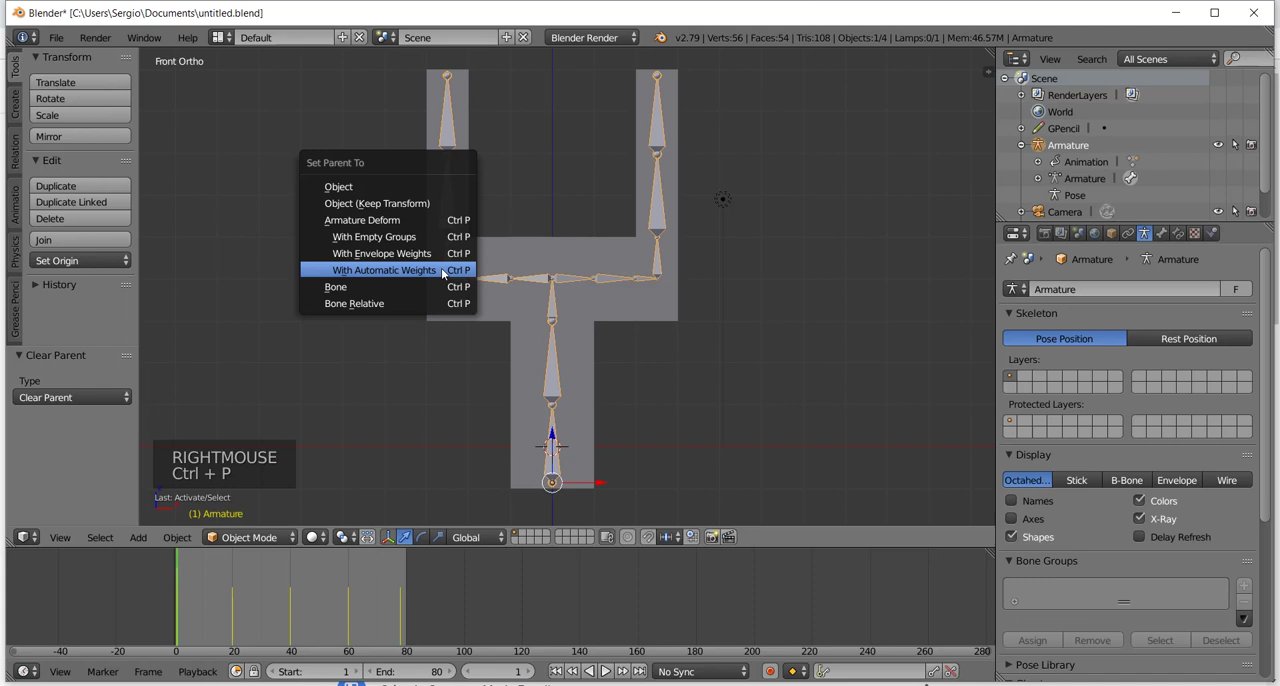 Blender* [C:\Users\Sergio\Documents\untitled.blend]
File Render Window Help Default Scene Blender Render v2.79 | Verts:56 | Faces:54 | Tris:108 | Objects:1/4 | Lamps:0/1 | Mem:46.57M | Armature
Tools
Create
Relation
Animatio
Physics
Grease Penci
Transform
Translate
Rotate
Scale
Mirror
Edit
Duplicate
Duplicate Linked
Delete
Join
Set Origin
History
Clear Parent
Type
Clear Parent
Front Ortho
Set Parent To
Object
Object (Keep Transform)
Armature Deform Ctrl P
With Empty Groups Ctrl P
With Envelope Weights Ctrl P
With Automatic Weights Ctrl P
Bone Ctrl P
Bone Relative Ctrl P
RIGHTMOUSE
Ctrl + P
Last: Activate/Select
(1) Armature
View Select Add Object Object Mode Global
-40 -20 0 20 40 60 80 100 120 140 160 180 200 220 240 260 280
View Marker Frame Playback Start: 1 End: 80 1 No Sync
View Search All Scenes
Scene
RenderLayers
World
GPencil
Armature
Animation
Armature
Pose
Camera
Armature Armature
Armature F
Skeleton
Pose Position Rest Position
Layers:
Protected Layers:
Display
Octahed... Stick B-Bone Envelope Wire
Names Colors
Axes X-Ray
Shapes Delay Refresh
Bone Groups
Assign Remove Select Deselect
Pose Library